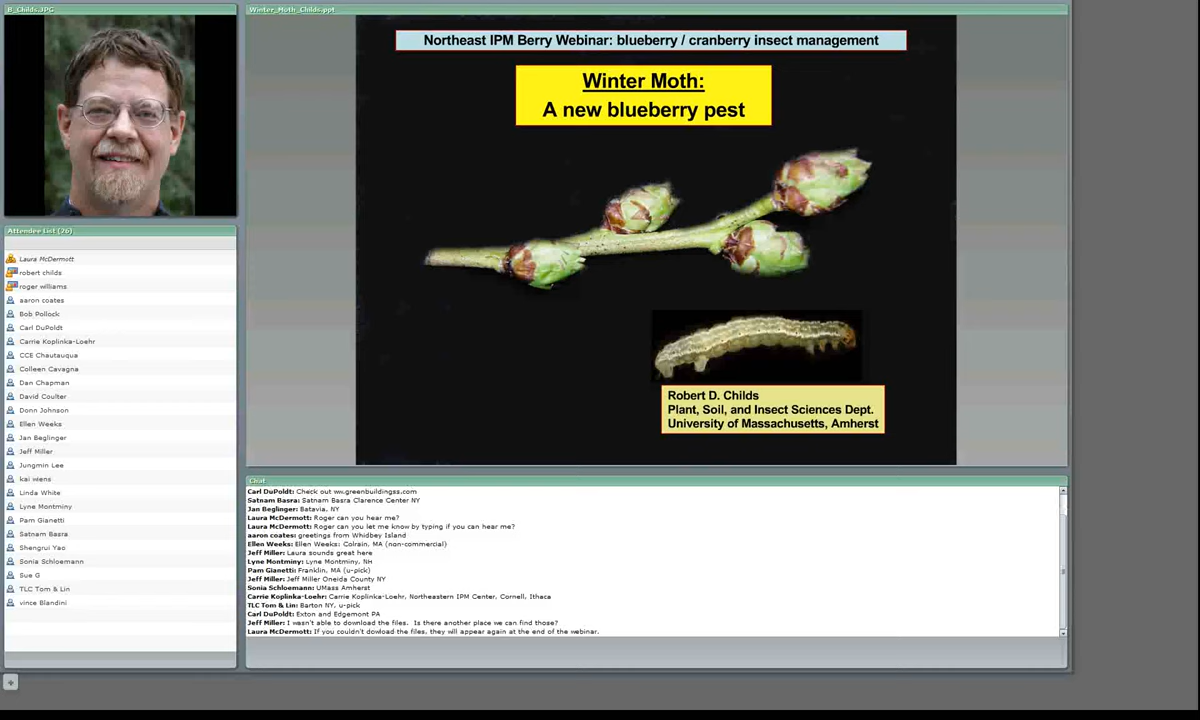 B_Childs.JPG
Attendee List (26)
Laura McDermott
robert childs
roger williams
aaron coates
Bob Pollock
Carl DuPoldt
Carrie Koplinka-Loehr
CCE Chautauqua
Colleen Cavagna
Dan Chapman
David Coulter
Donn Johnson
Ellen Weeks
Jan Beglinger
Jeff Miller
Jungmin Lee
kai wiens
Linda White
Lyne Montminy
Pam Gianetti
Satnam Basra
Shengrui Yao
Sonia Schloemann
Sue G
TLC Tom & Lin
vince Blandini
Winter_Moth_Childs.ppt
Northeast IPM Berry Webinar: blueberry / cranberry insect management
Winter Moth:
A new blueberry pest
Robert D. Childs
Plant, Soil, and Insect Sciences Dept.
University of Massachusetts, Amherst
Chat
Carl DuPoldt: Check out ww.greenbuildingss.com
Satnam Basra: Satnam Basra Clarence Center NY
Jan Beglinger: Batavia, NY
Laura McDermott: Roger can you hear me?
Laura McDermott: Roger can you let me know by typing if you can hear me?
aaron coates: greetings from Whidbey Island
Ellen Weeks: Ellen Weeks: Colrain, MA (non-commercial)
Jeff Miller: Laura sounds great here
Lyne Montminy: Lyne Montminy, NH
Pam Gianetti: Franklin, MA (u-pick)
Jeff Miller: Jeff Miller Oneida County NY
Sonia Schloemann: UMass Amherst
Carrie Koplinka-Loehr: Carrie Koplinka-Loehr, Northeastern IPM Center, Cornell, Ithaca
TLC Tom & Lin: Barton NY, u-pick
Carl DuPoldt: Exton and Edgemont PA
Jeff Miller: I wasn't able to download the files.  Is there another place we can find those?
Laura McDermott: If you couldn't dowload the files, they will appear again at the end of the webinar.